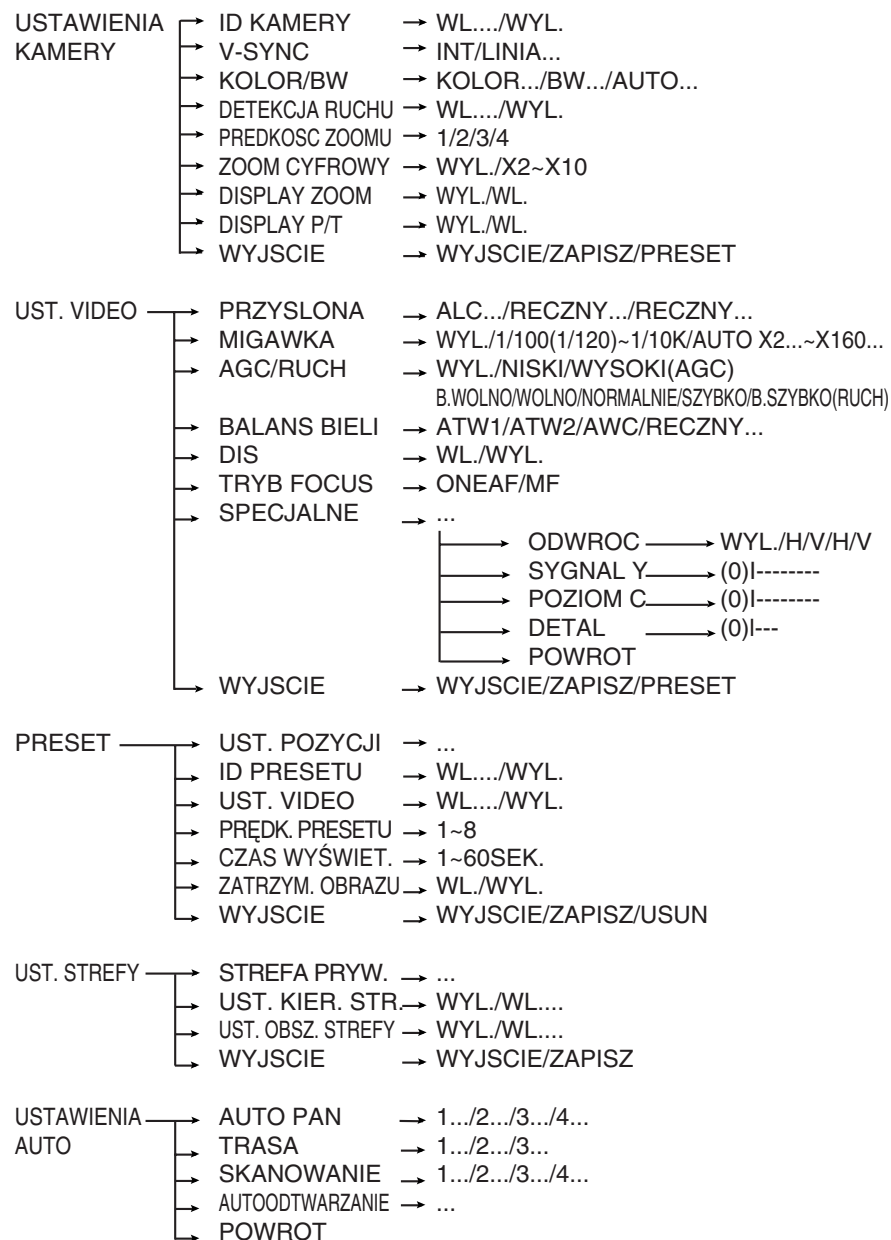 USTAWIENIA ID KAMERY WL..../WYL.
KAMERY V-SYNC INT/LINIA...
KOLOR/BW KOLOR.../BW.../AUTO...
DETEKCJA RUCHU WL..../WYL.
PREDKOSC ZOOMU 1/2/3/4
ZOOM CYFROWY WYL./X2~X10
DISPLAY ZOOM WYL./WL.
DISPLAY P/T WYL./WL.
WYJSCIE WYJSCIE/ZAPISZ/PRESET
UST. VIDEO PRZYSLONA ALC.../RECZNY.../RECZNY...
MIGAWKA WYL./1/100(1/120)~1/10K/AUTO X2...~X160...
AGC/RUCH WYL./NISKI/WYSOKI(AGC)
B.WOLNO/WOLNO/NORMALNIE/SZYBKO/B.SZYBKO(RUCH)
BALANS BIELI ATW1/ATW2/AWC/RECZNY...
DIS WL./WYL.
TRYB FOCUS ONEAF/MF
SPECJALNE ...
ODWROC WYL./H/V/H/V
SYGNAL Y (0)I--------
POZIOM C (0)I--------
DETAL (0)I---
POWROT
WYJSCIE WYJSCIE/ZAPISZ/PRESET
PRESET UST. POZYCJI ...
ID PRESETU WL..../WYL.
UST. VIDEO WL..../WYL.
PRĘDK. PRESETU 1~8
CZAS WYŚWIET. 1~60SEK.
ZATRZYM. OBRAZU WL./WYL.
WYJSCIE WYJSCIE/ZAPISZ/USUN
UST. STREFY STREFA PRYW. ...
UST. KIER. STR. WYL./WL....
UST. OBSZ. STREFY WYL./WL....
WYJSCIE WYJSCIE/ZAPISZ
USTAWIENIA AUTO PAN 1.../2.../3.../4...
AUTO TRASA 1.../2.../3...
SKANOWANIE 1.../2.../3.../4...
AUTOODTWARZANIE ...
POWROT